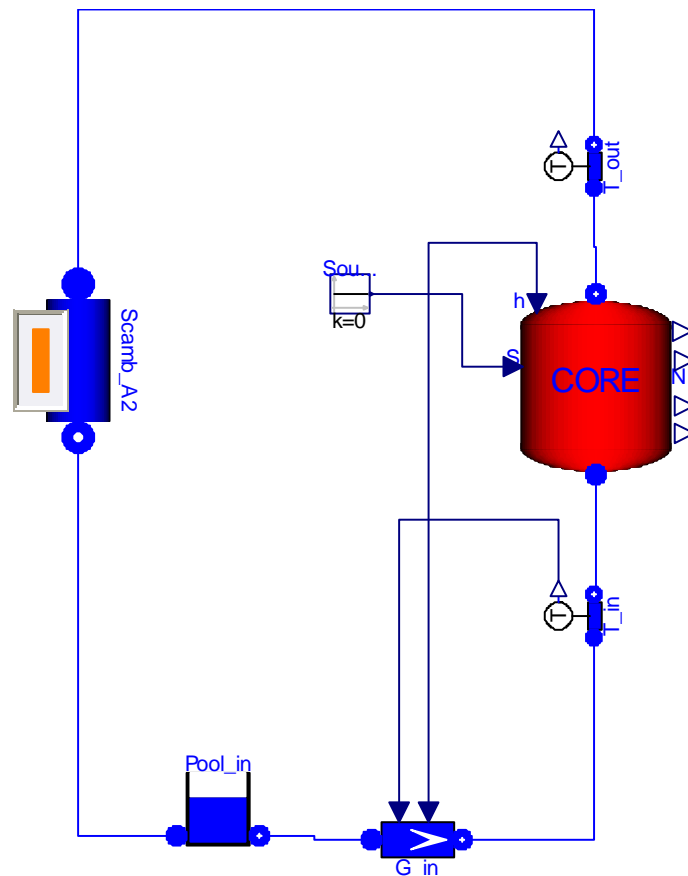 T_out
T
Sou...
k=0
h
S
CORE
N
Scamb_A2
T
T_in
Pool_in
G_in